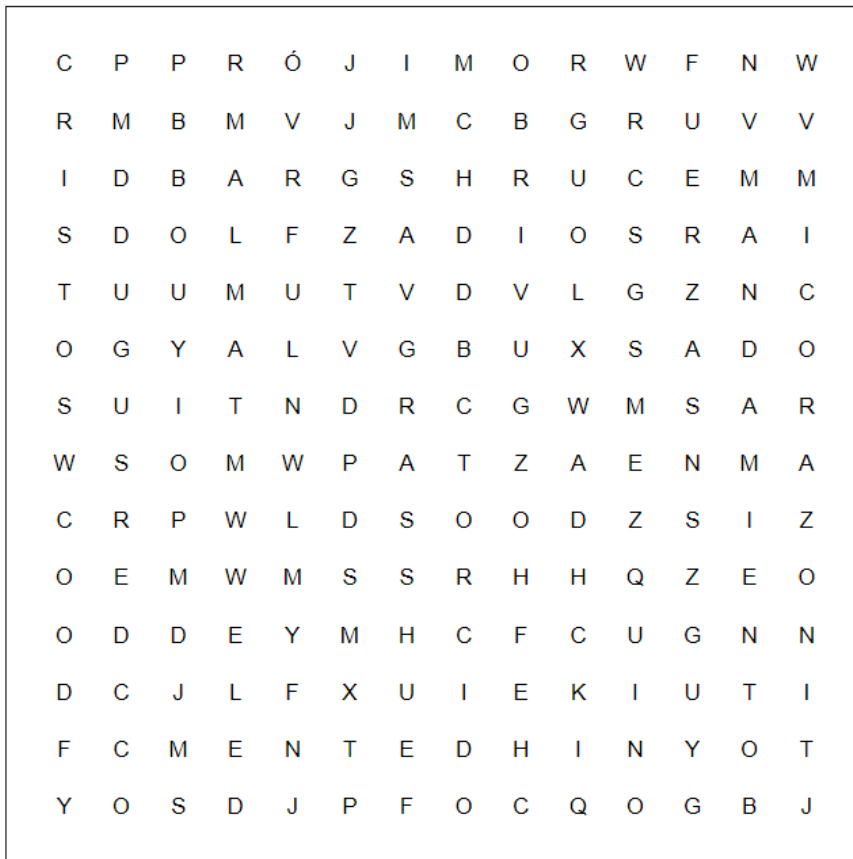 C P P R Ó J I M O R W F N W
R M B M V J M C B G R U V V
I D B A R G S H R U C E M M
S D O L F Z A D I O S R A I
T U U M U T V D V L G Z N C
O G Y A L V G B U X S A D O
S U I T N D R C G W M S A R
W S O M W P A T Z A E N M A
C R P W L D S O O D Z S I Z
O E M W M S S R H H Q Z E O
O D D E Y M H C F C U G N N
D C J L F X U I E K I U T I
F C M E N T E D H I N Y O T
Y O S D J P F O C Q O G B J